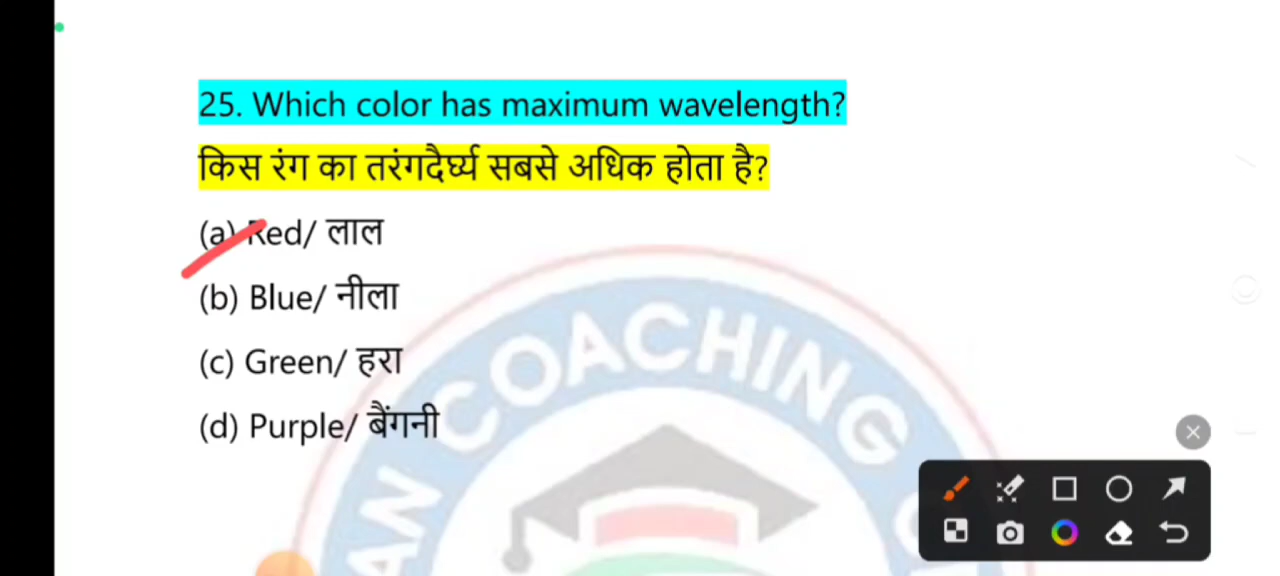 25. Which color has maximum wavelength?
किस रंग का तरंगदैर्घ्य सबसे अधिक होता है?
(a) Red/ लाल
(b) Blue/ नीला
(c) Green/ हरा
(d) Purple/ बैंगनी
COACHING